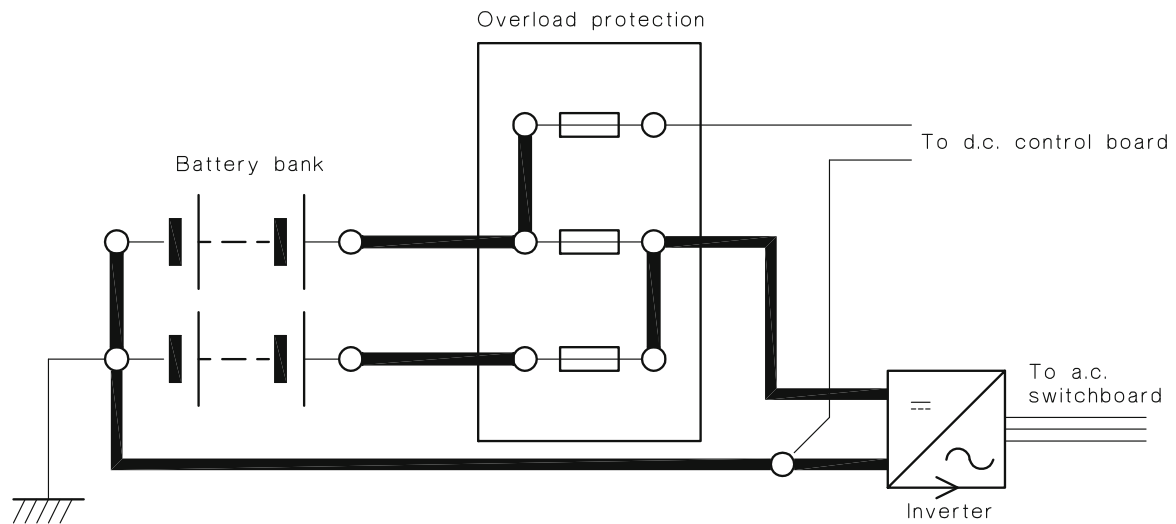 Overload protection
To d.c. control board
Battery bank
To a.c.
switchboard
Inverter